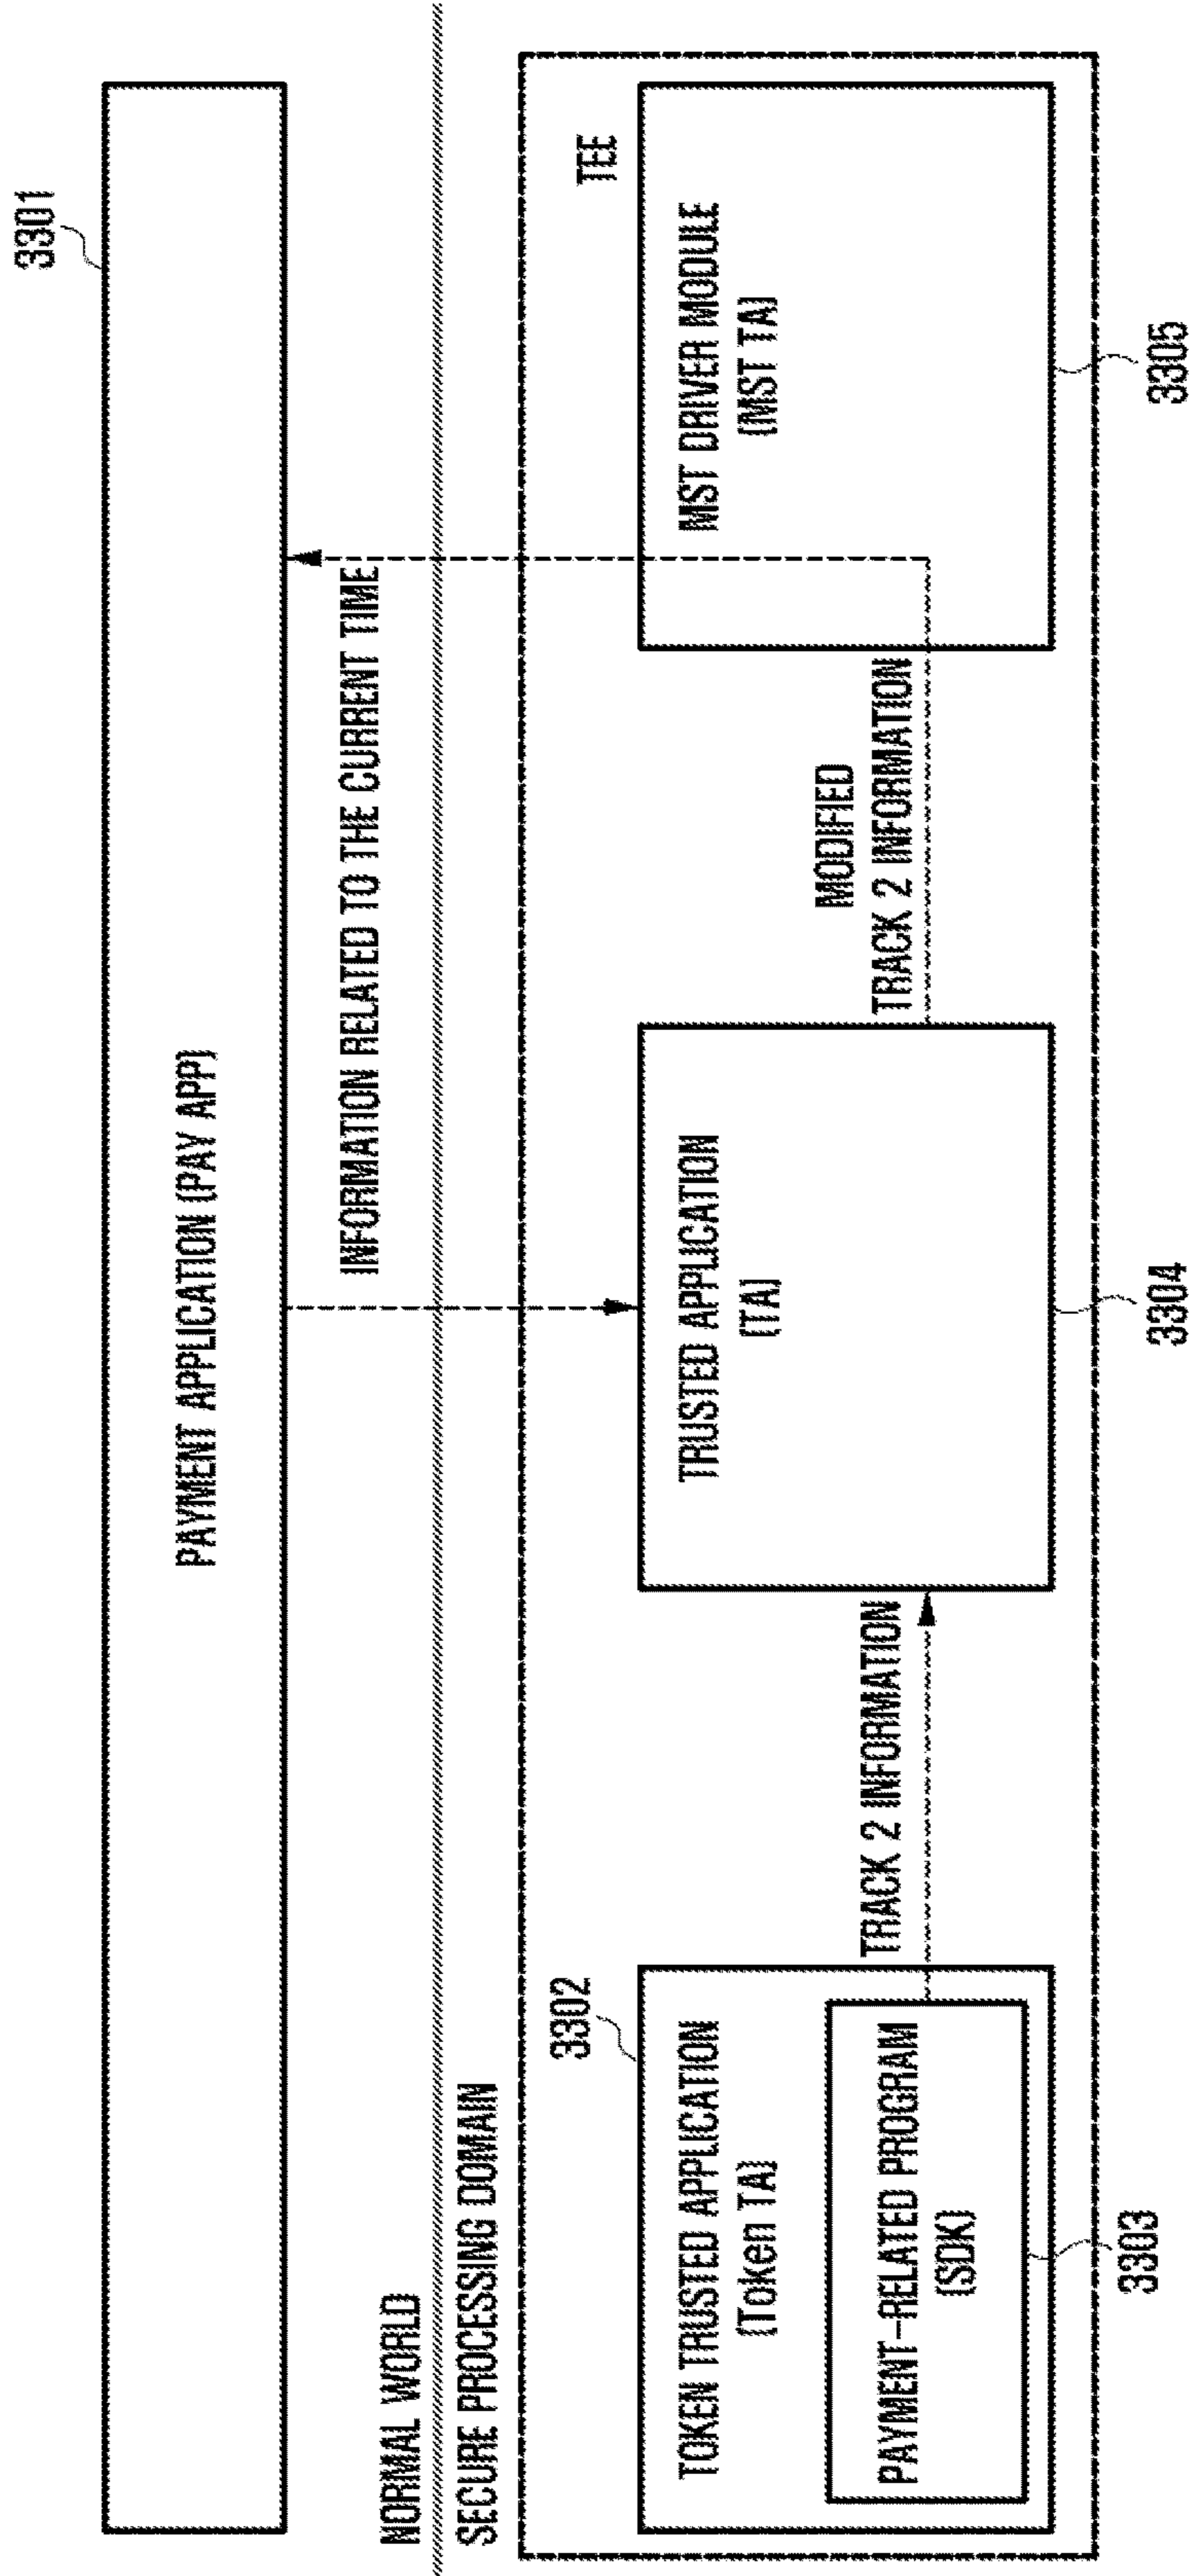 3301
PAYMENT APPLICATION (PAY APP)
INFORMATION RELATED TO THE CURRENT TIME
NORMAL WORLD
SECURE PROCESSING DOMAIN
TEE
3302
TOKEN TRUSTED APPLICATION
(Token TA)
PAYMENT-RELATED PROGRAM
(SDK)
3303
TRACK 2 INFORMATION
TRUSTED APPLICATION
(TA)
3304
MODIFIED
TRACK 2 INFORMATION
MST DRIVER MODULE
(MST TA)
3305